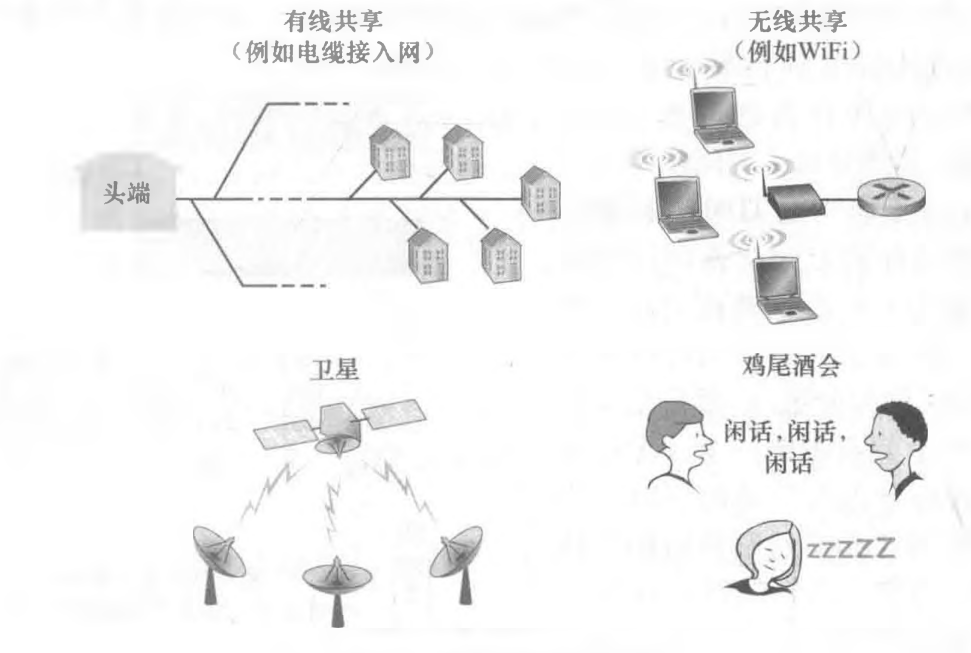 有线共享
（例如电缆接入网）
无线共享
（例如WiFi）
头端
卫星
鸡尾酒会
闲话，闲话，
闲话
zzZZZ